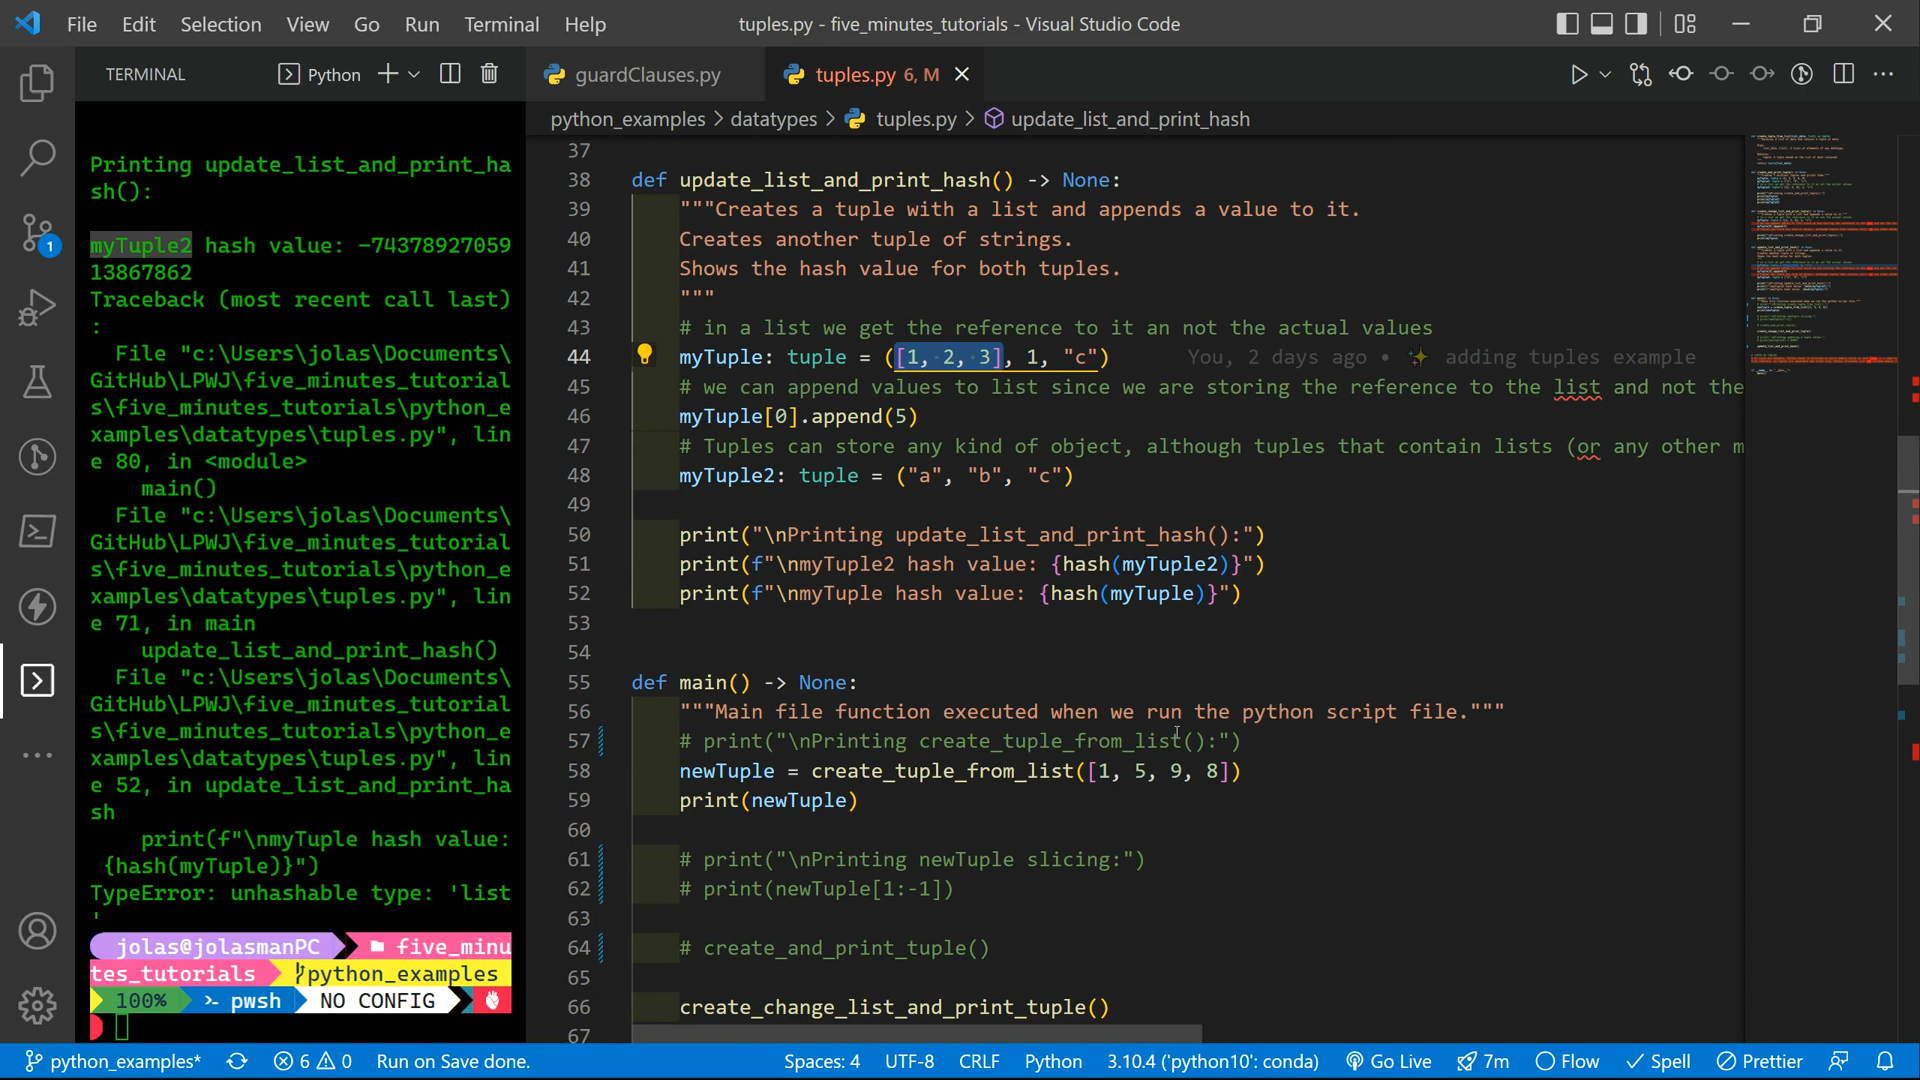 File Edit Selection View Go Run Terminal Help
tuples.py - five_minutes_tutorials - Visual Studio Code
TERMINAL
Python
guardClauses.py
tuples.py 6, M
python_examples > datatypes > tuples.py > update_list_and_print_hash
Printing update_list_and_print_ha
sh():
myTuple2 hash value: -74378927059
13867862
Traceback (most recent call last)
:
File "c:\Users\jolas\Documents\
GitHub\LPWJ\five_minutes_tutorial
s\five_minutes_tutorials\python_e
xamples\datatypes\tuples.py", lin
e 80, in <module>
main()
File "c:\Users\jolas\Documents\
GitHub\LPWJ\five_minutes_tutorial
s\five_minutes_tutorials\python_e
xamples\datatypes\tuples.py", lin
e 71, in main
update_list_and_print_hash()
File "c:\Users\jolas\Documents\
GitHub\LPWJ\five_minutes_tutorial
s\five_minutes_tutorials\python_e
xamples\datatypes\tuples.py", lin
e 52, in update_list_and_print_ha
sh
print(f"\nmyTuple hash value:
{hash(myTuple)}")
TypeError: unhashable type: 'list
'
jolas@jolasmanPC five_minu
tes_tutorials python_examples
100% pwsh NO CONFIG
1
37
38 def update_list_and_print_hash() -> None:
39 """Creates a tuple with a list and appends a value to it.
40 Creates another tuple of strings.
41 Shows the hash value for both tuples.
42 """
43 # in a list we get the reference to it an not the actual values
44 myTuple: tuple = ([1, 2, 3], 1, "c") You, 2 days ago • ✨ adding tuples example
45 # we can append values to list since we are storing the reference to the list and not the
46 myTuple[0].append(5)
47 # Tuples can store any kind of object, although tuples that contain lists (or any other m
48 myTuple2: tuple = ("a", "b", "c")
49
50 print("\nPrinting update_list_and_print_hash():")
51 print(f"\nmyTuple2 hash value: {hash(myTuple2)}")
52 print(f"\nmyTuple hash value: {hash(myTuple)}")
53
54
55 def main() -> None:
56 """Main file function executed when we run the python script file."""
57 # print("\nPrinting create_tuple_from_list():")
58 newTuple = create_tuple_from_list([1, 5, 9, 8])
59 print(newTuple)
60
61 # print("\nPrinting newTuple slicing:")
62 # print(newTuple[1:-1])
63
64 # create_and_print_tuple()
65
66 create_change_list_and_print_tuple()
67
python_examples* 6 0 Run on Save done. Spaces: 4 UTF-8 CRLF Python 3.10.4 ('python10': conda) Go Live 7m Flow Spell Prettier